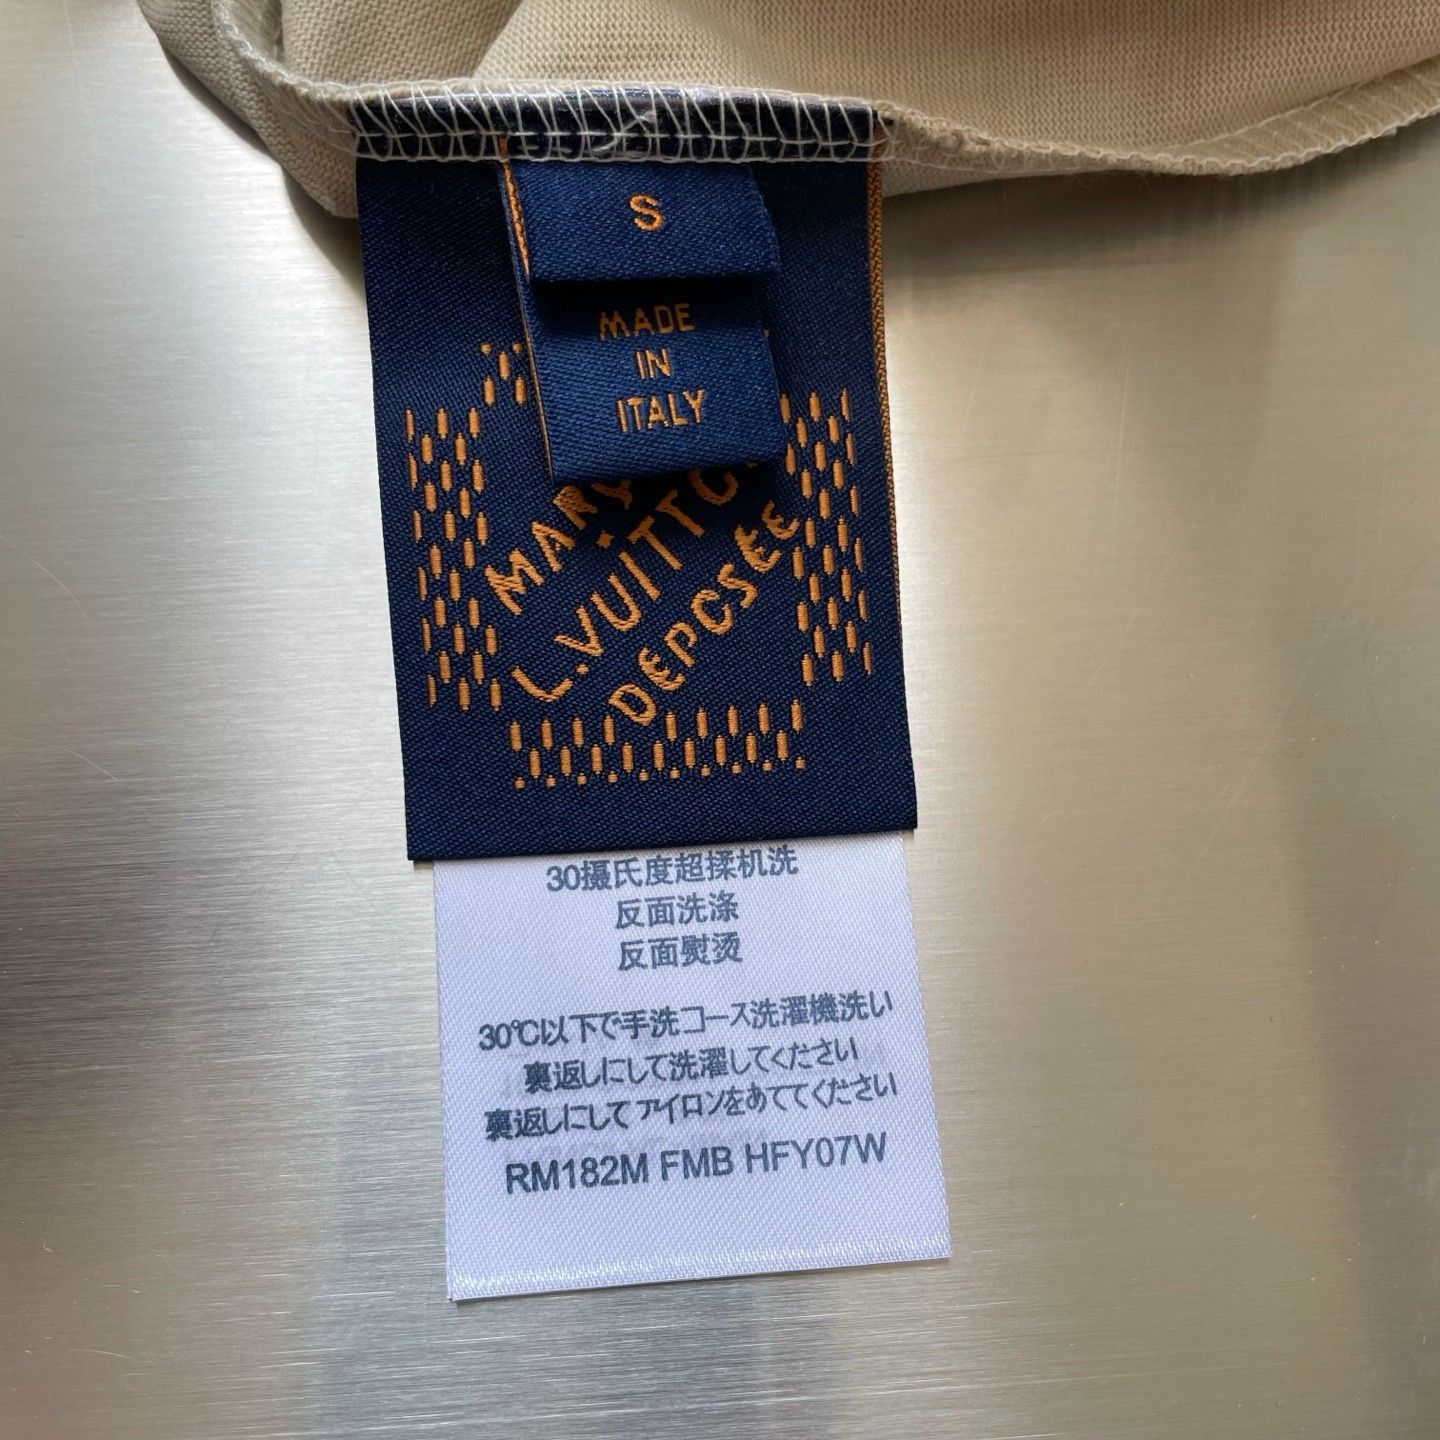 S
MADE
IN
ITALY
L.VUITTO
DEPOSÉE
30摄氏度超揉机洗
反面洗涤
反面熨烫
30℃以下で手洗コース洗濯機洗い
裏返しにして洗濯してください
裏返しにしてアイロンをあててください
RM182M FMB HFY07W